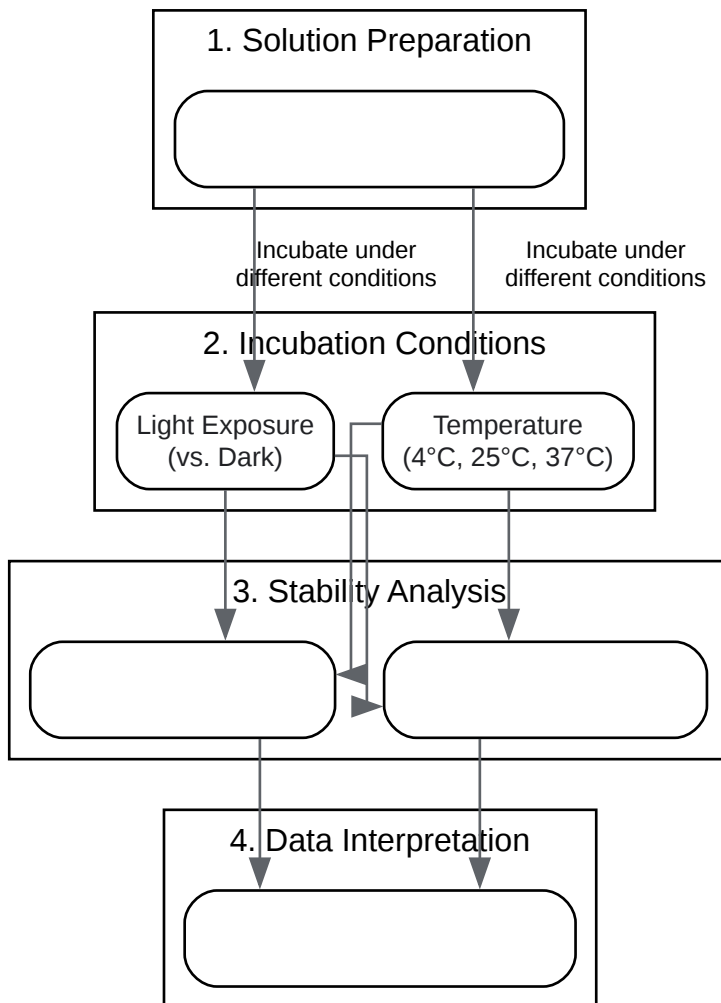 1. Solution Preparation
Incubate under
different conditions
Incubate under
different conditions
2. Incubation Conditions
Light Exposure
(vs. Dark)
Temperature
(4°C, 25°C, 37°C)
3. Stability Analysis
4. Data Interpretation